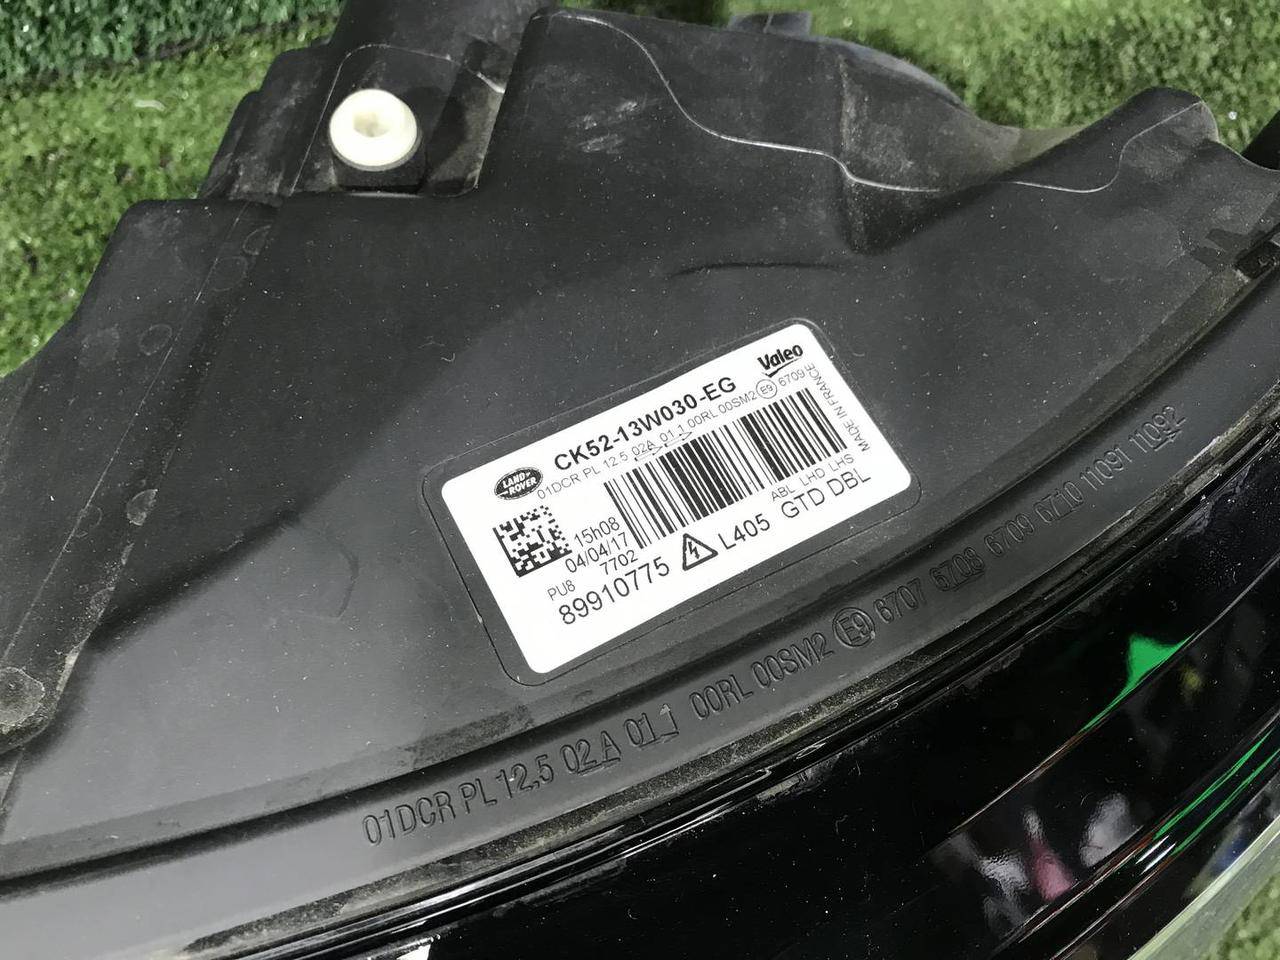 Valeo
LAND ROVER
CK52-13W030-EG
01DCR PL 12 5 02A 01 1 00RL 00SM2 E9 6709
MADE IN FRANCE
15h08
04/04/17
PU8 7702
89910775
L405
ABL LHD LHS
GTD DBL
01DCR PL 12,5 02A 01 1 00RL 00SM2 E9 6707 6708 6709 6710 11091 11092